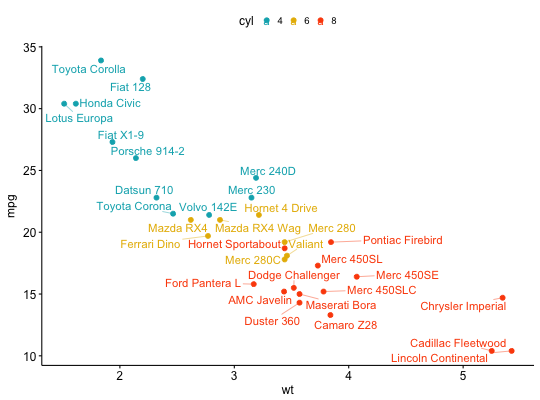 cyl 4 6 8
35
Toyota Corolla
Fiat 128
30
Honda Civic
Lotus Europa
Fiat X1-9
Porsche 914-2
25
Merc 240D
Datsun 710
Merc 230
Toyota Corona
Volvo 142E
Hornet 4 Drive
mpg
20
Mazda RX4
Mazda RX4 Wag
Merc 280
Ferrari Dino
Hornet Sportabout
Valiant
Pontiac Firebird
Merc 280C
Merc 450SL
Ford Pantera L
Dodge Challenger
Merc 450SE
15
AMC Javelin
Merc 450SLC
Maserati Bora
Chrysler Imperial
Duster 360
Camaro Z28
Cadillac Fleetwood
10
Lincoln Continental
2 3 4 5
wt